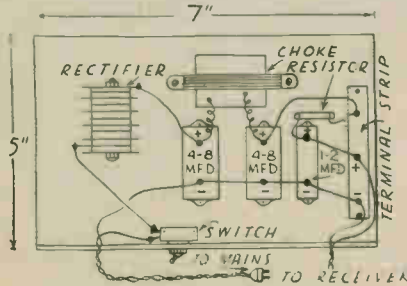 7"
CHOKE
RESISTOR
RECTIFIER
TERMINAL STRIP
5"
+
+
+
+
4-8
MFD
4-8
MFD
1-2
MFD
-
-
-
-
SWITCH
TO MAINS
TO RECEIVER